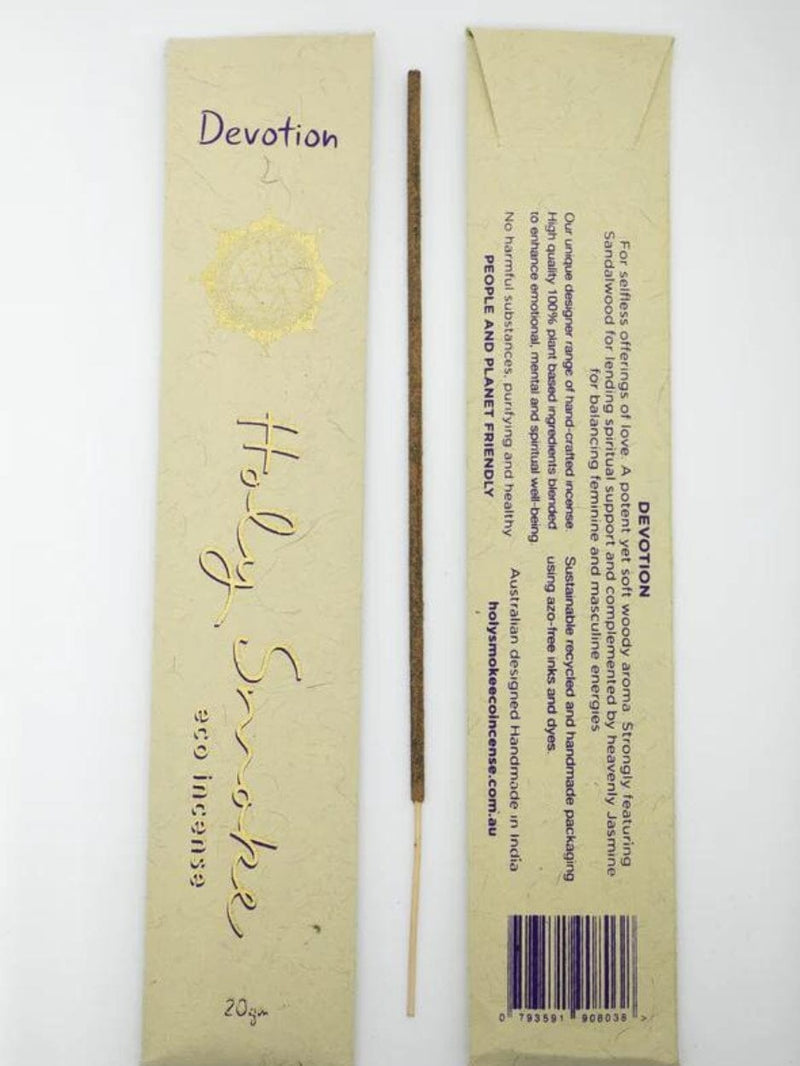 Devotion
Holy Smoke
eco incense
20gm
DEVOTION
For selfless offerings of love. A potent yet soft woody aroma. Strongly featuring
Sandalwood for lending spiritual support and complemented by heavenly Jasmine
for balancing feminine and masculine energies
Our unique designer range of hand-crafted incense.
High quality 100% plant based ingredients blended
to enhance emotional, mental and spiritual well-being.
No harmful substances, purifying and healthy
PEOPLE AND PLANET FRIENDLY
Sustainable recycled and handmade packaging
using azo-free inks and dyes.
Australian designed Handmade in India
holysmokeecoincense.com.au
0 793591 908038 >